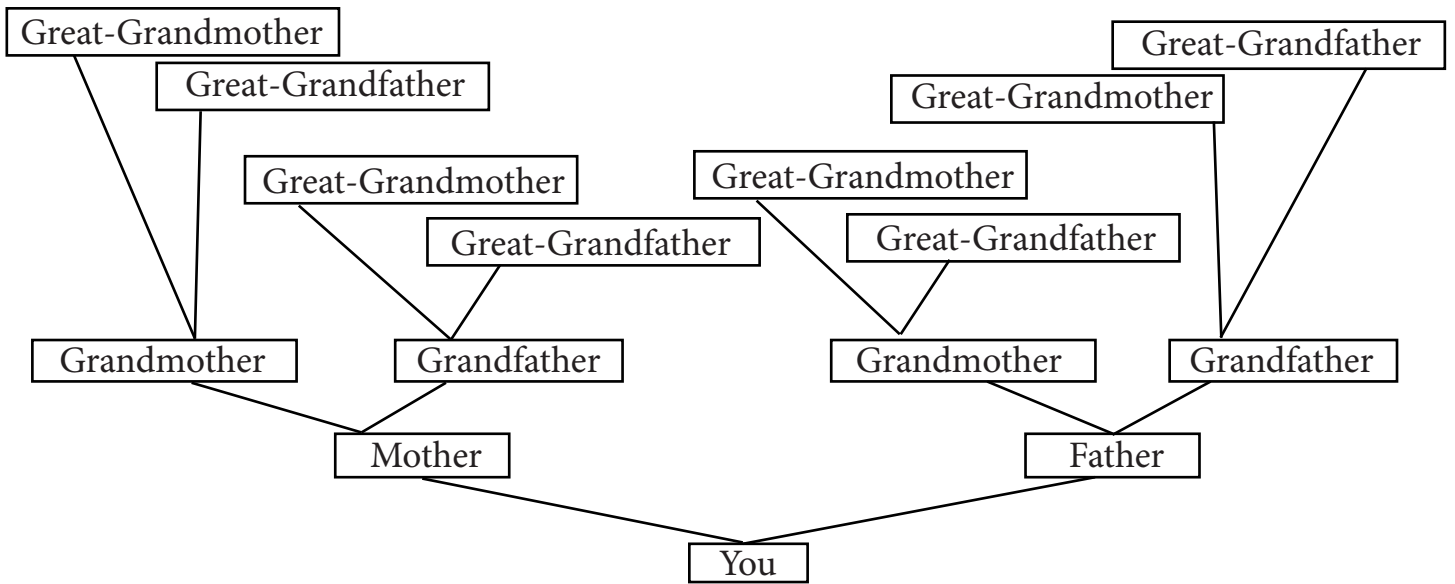 Great-Grandmother
Great-Grandfather
Great-Grandfather
Great-Grandmother
Great-Grandmother
Great-Grandmother
Great-Grandfather
Great-Grandfather
Grandmother
Grandfather
Grandmother
Grandfather
Mother
Father
You